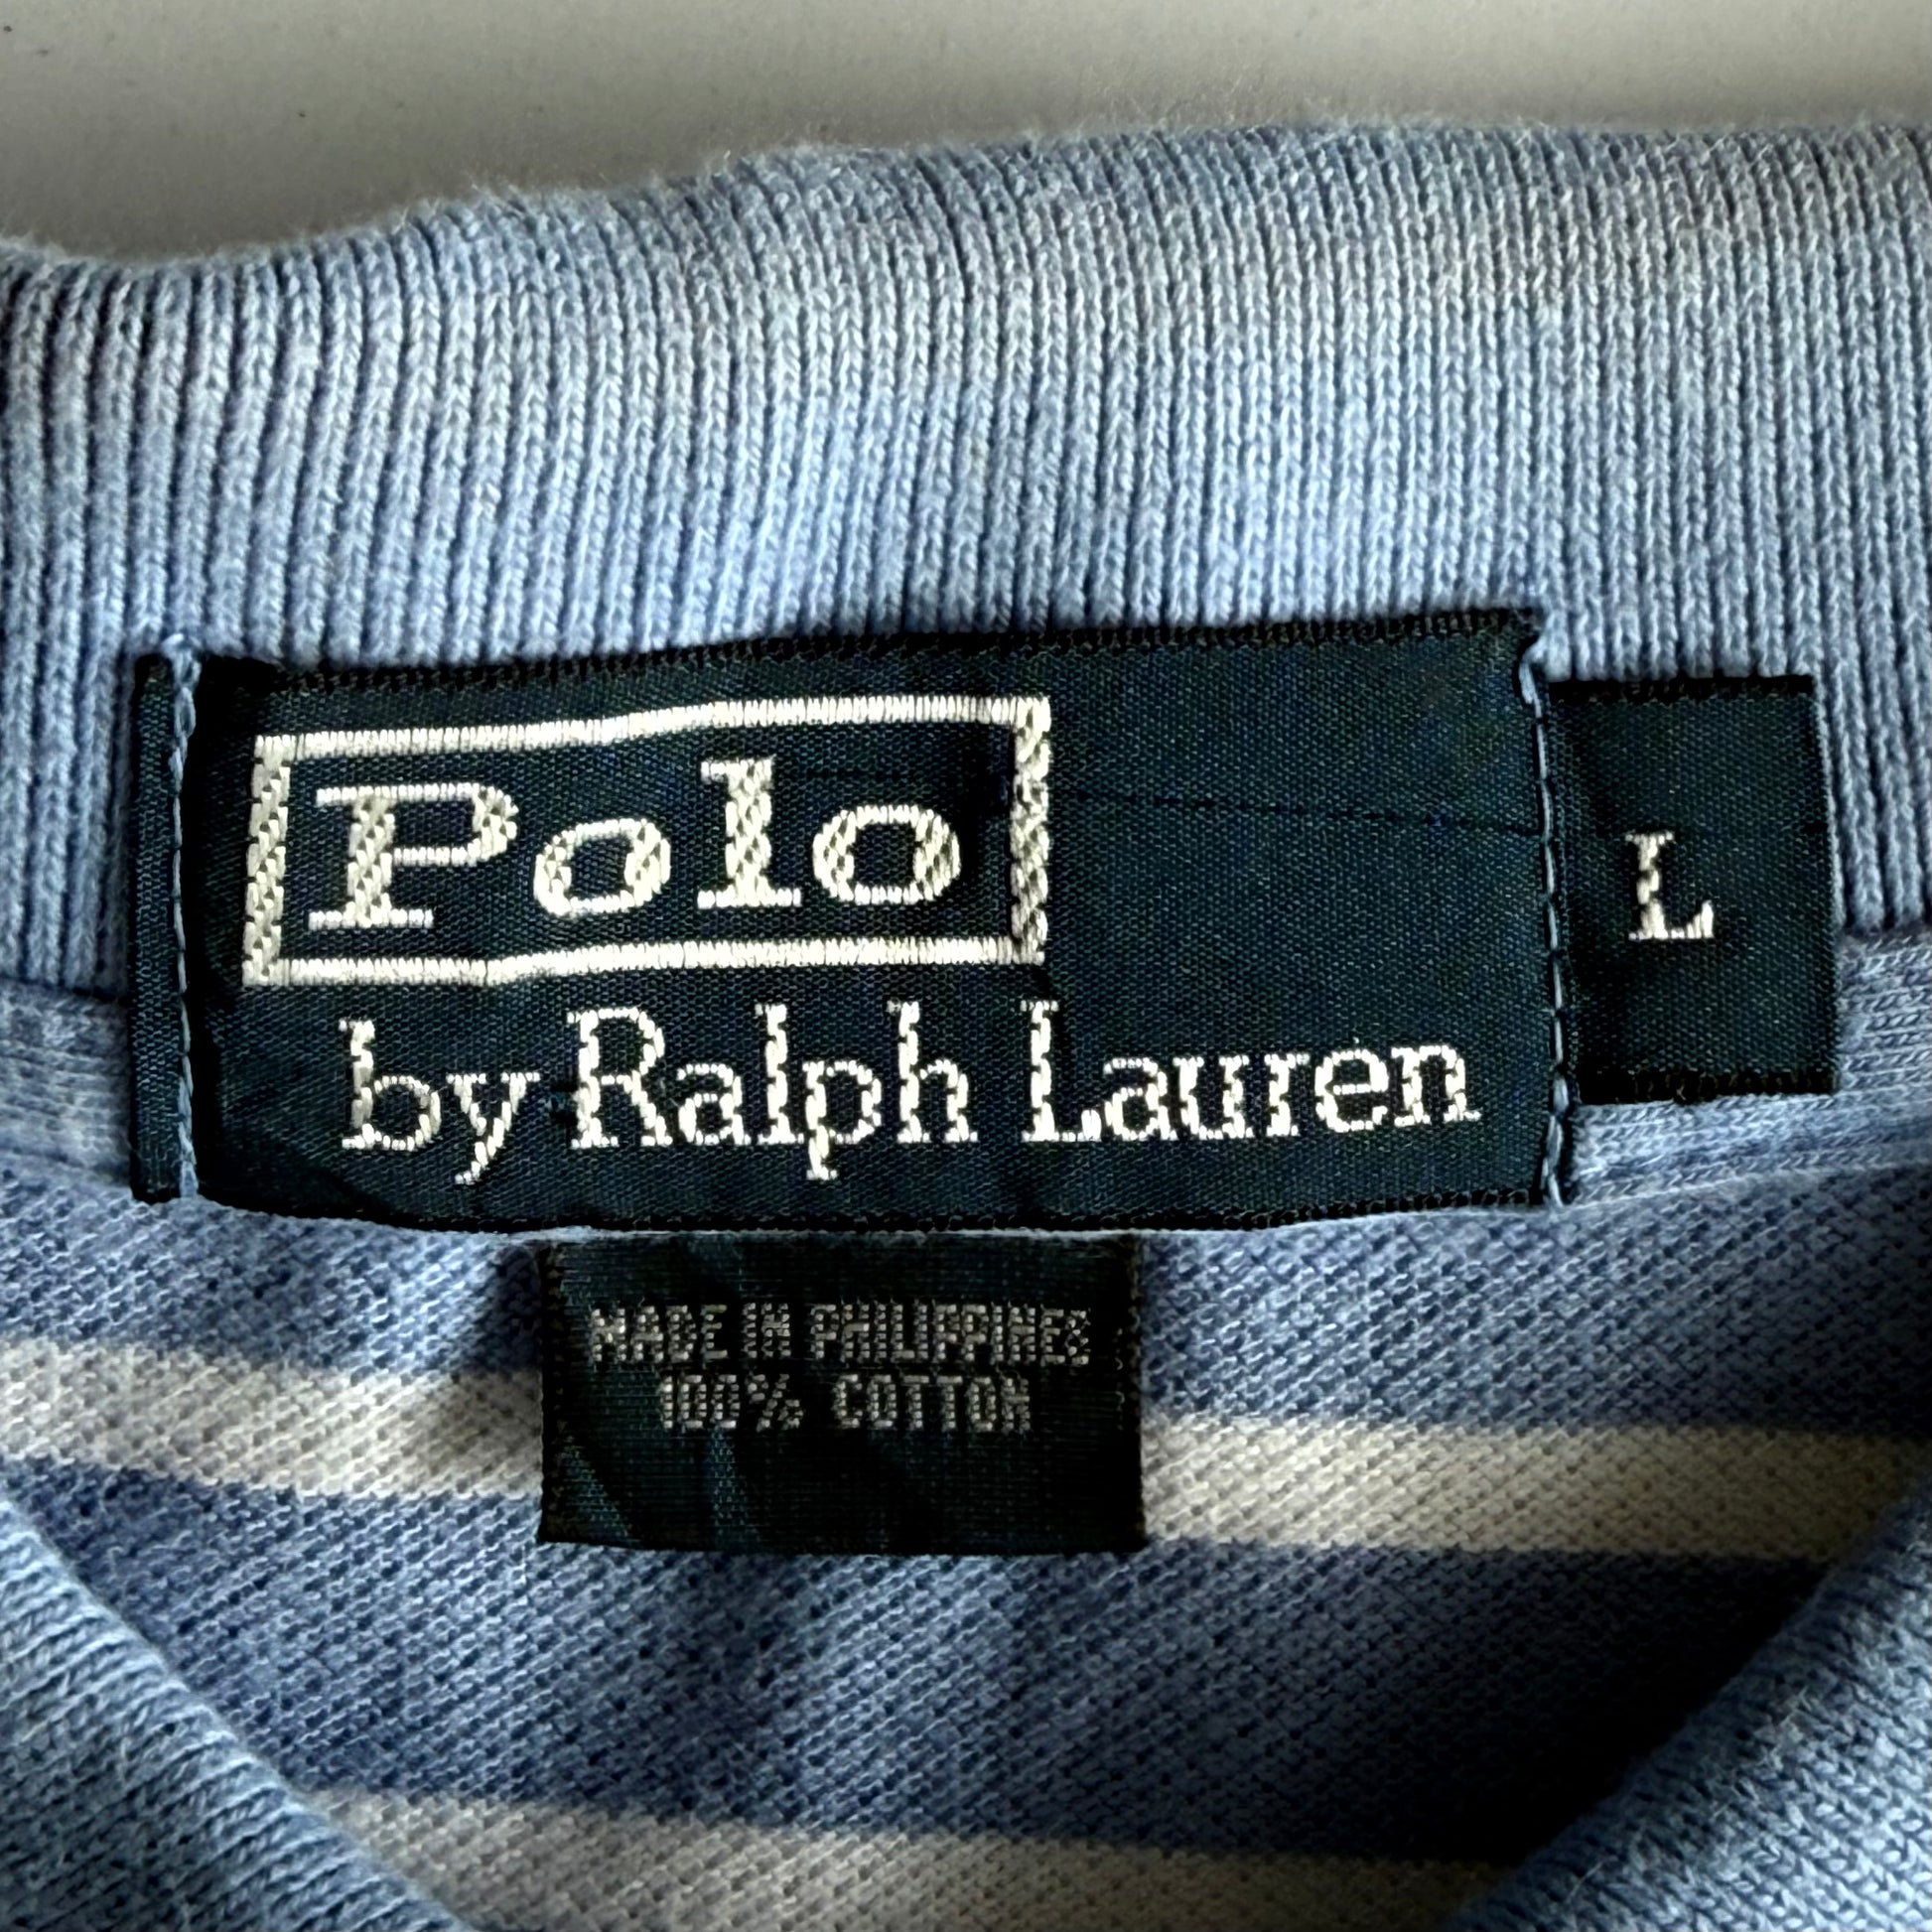 Polo
by Ralph Lauren
L
MADE IN PHILIPPINES
100% COTTON